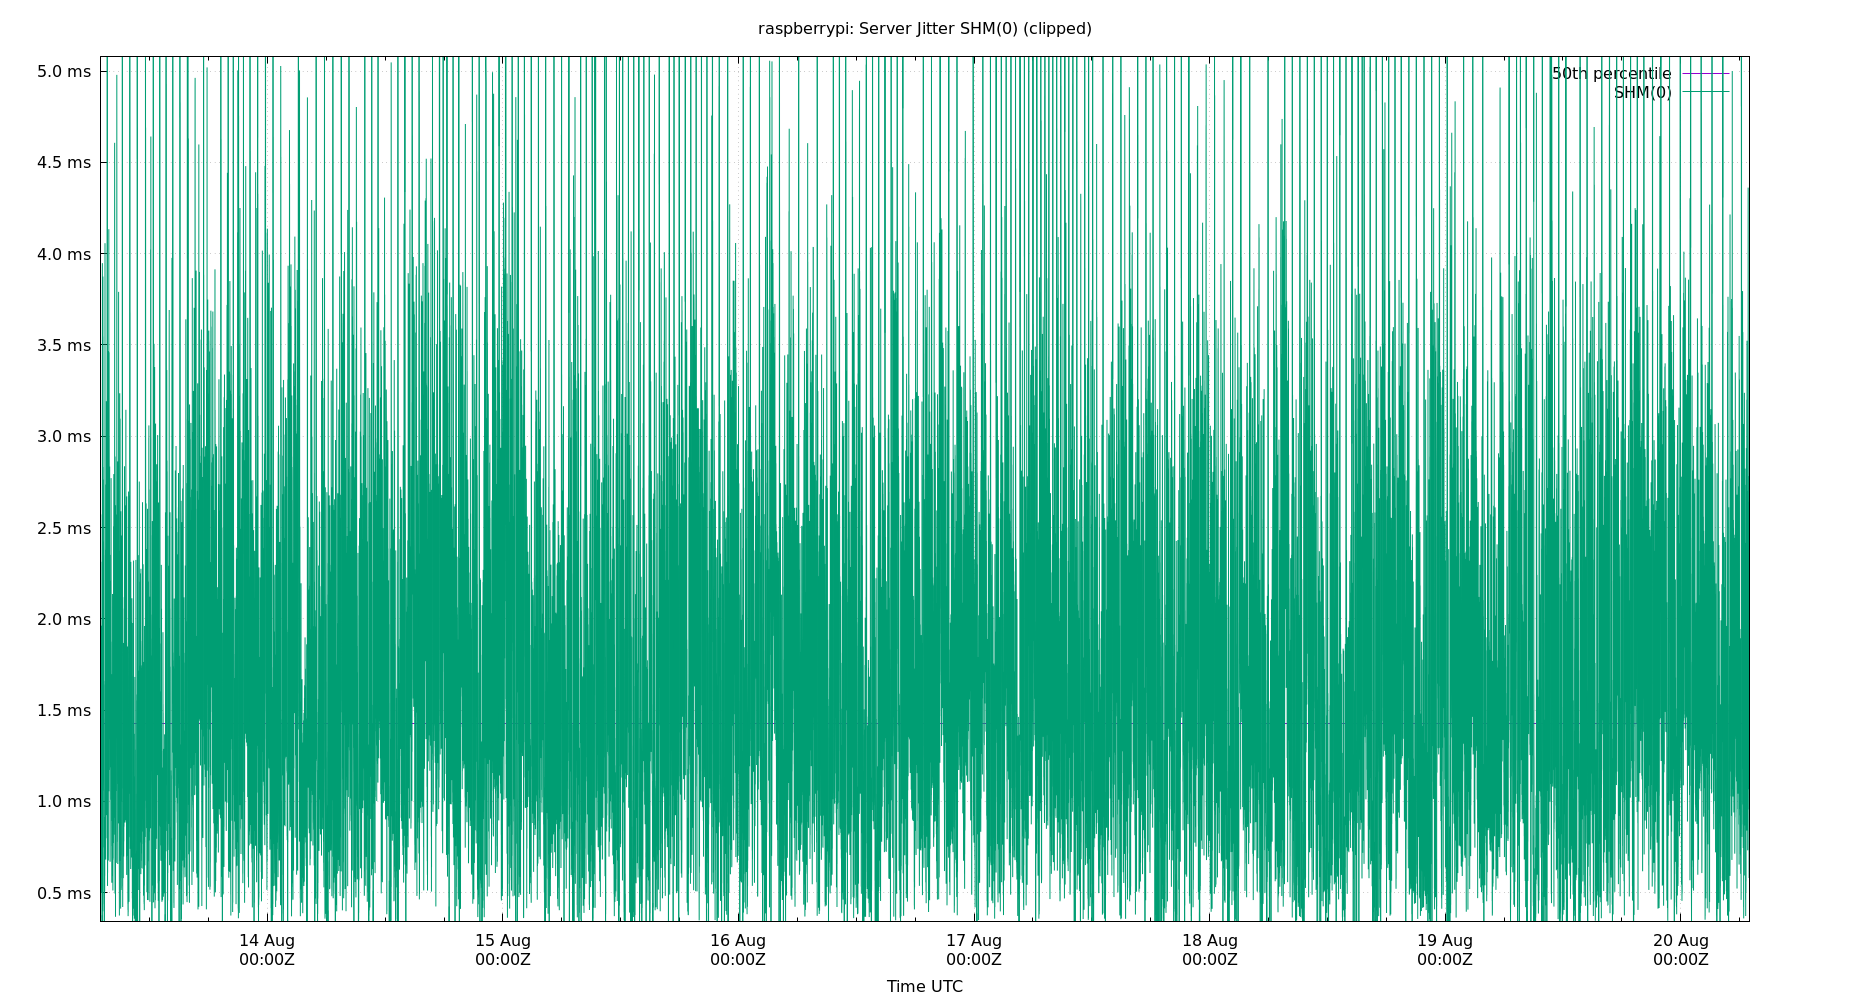 raspberrypi: Server Jitter SHM(0) (clipped)
50th percentile
SHM(0)
5.0 ms
4.5 ms
4.0 ms
3.5 ms
3.0 ms
2.5 ms
2.0 ms
1.5 ms
1.0 ms
0.5 ms
14 Aug 15 Aug 16 Aug 17 Aug 18 Aug 19 Aug 20 Aug
00:00Z 00:00Z 00:00Z 00:00Z 00:00Z 00:00Z 00:00Z
Time UTC